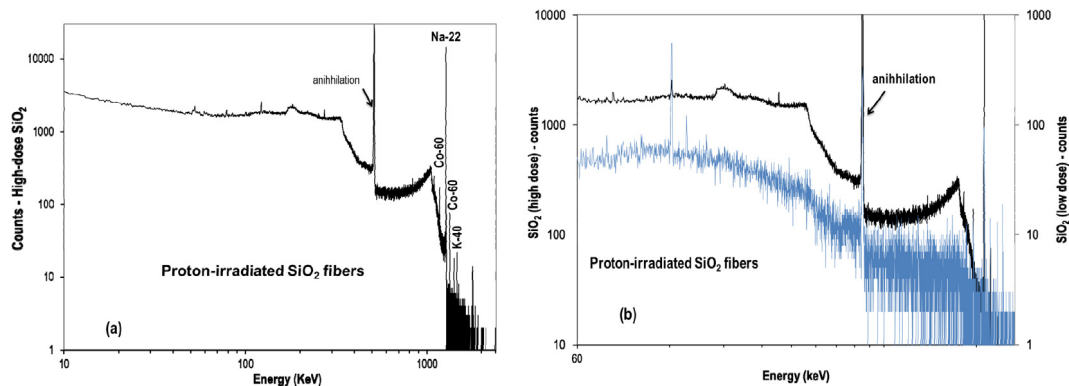 10000
1000
100
10
1
Counts - High-dose SiO2
anihhilation
Na-22
Co-60
Co-60
K-40
Proton-irradiated SiO2 fibers
(a)
10
100
1000
Energy (KeV)
10000
1000
100
10
SiO2 (high dose) - counts
anihhilation
Proton-irradiated SiO2 fibers
(b)
60
Energy (keV)
1000
100
10
1
SiO2 (low dose) - counts